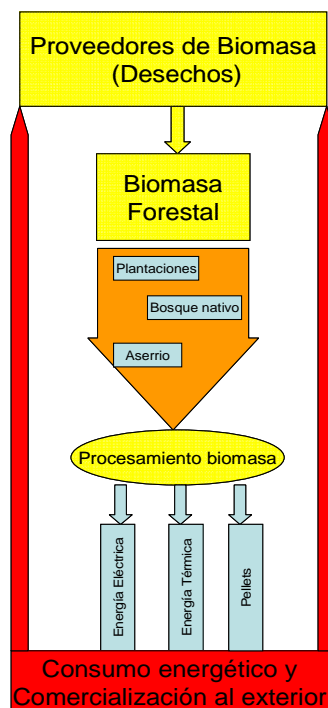 Proveedores de Biomasa
(Desechos)
Biomasa
Forestal
Plantaciones
Bosque nativo
Aserrio
Procesamiento biomasa
Energía Eléctrica
Energía Térmica
Pellets
Consumo energético y
Comercialización al exterior